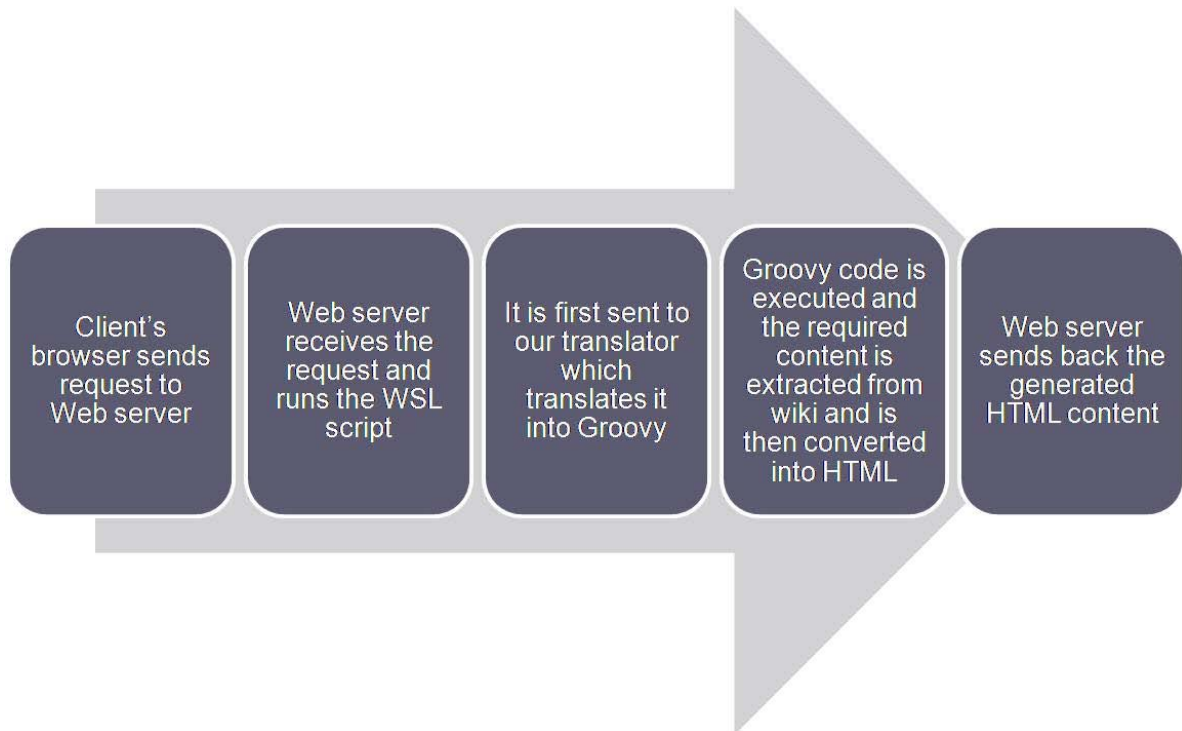 Client’s
browser sends
request to
Web server
Web server
receives the
request and
runs the WSL
script
It is first sent to
our translator
which
translates it
into Groovy
Groovy code is
executed and
the required
content is
extracted from
wiki and is
then converted
into HTML
Web server
sends back the
generated
HTML content